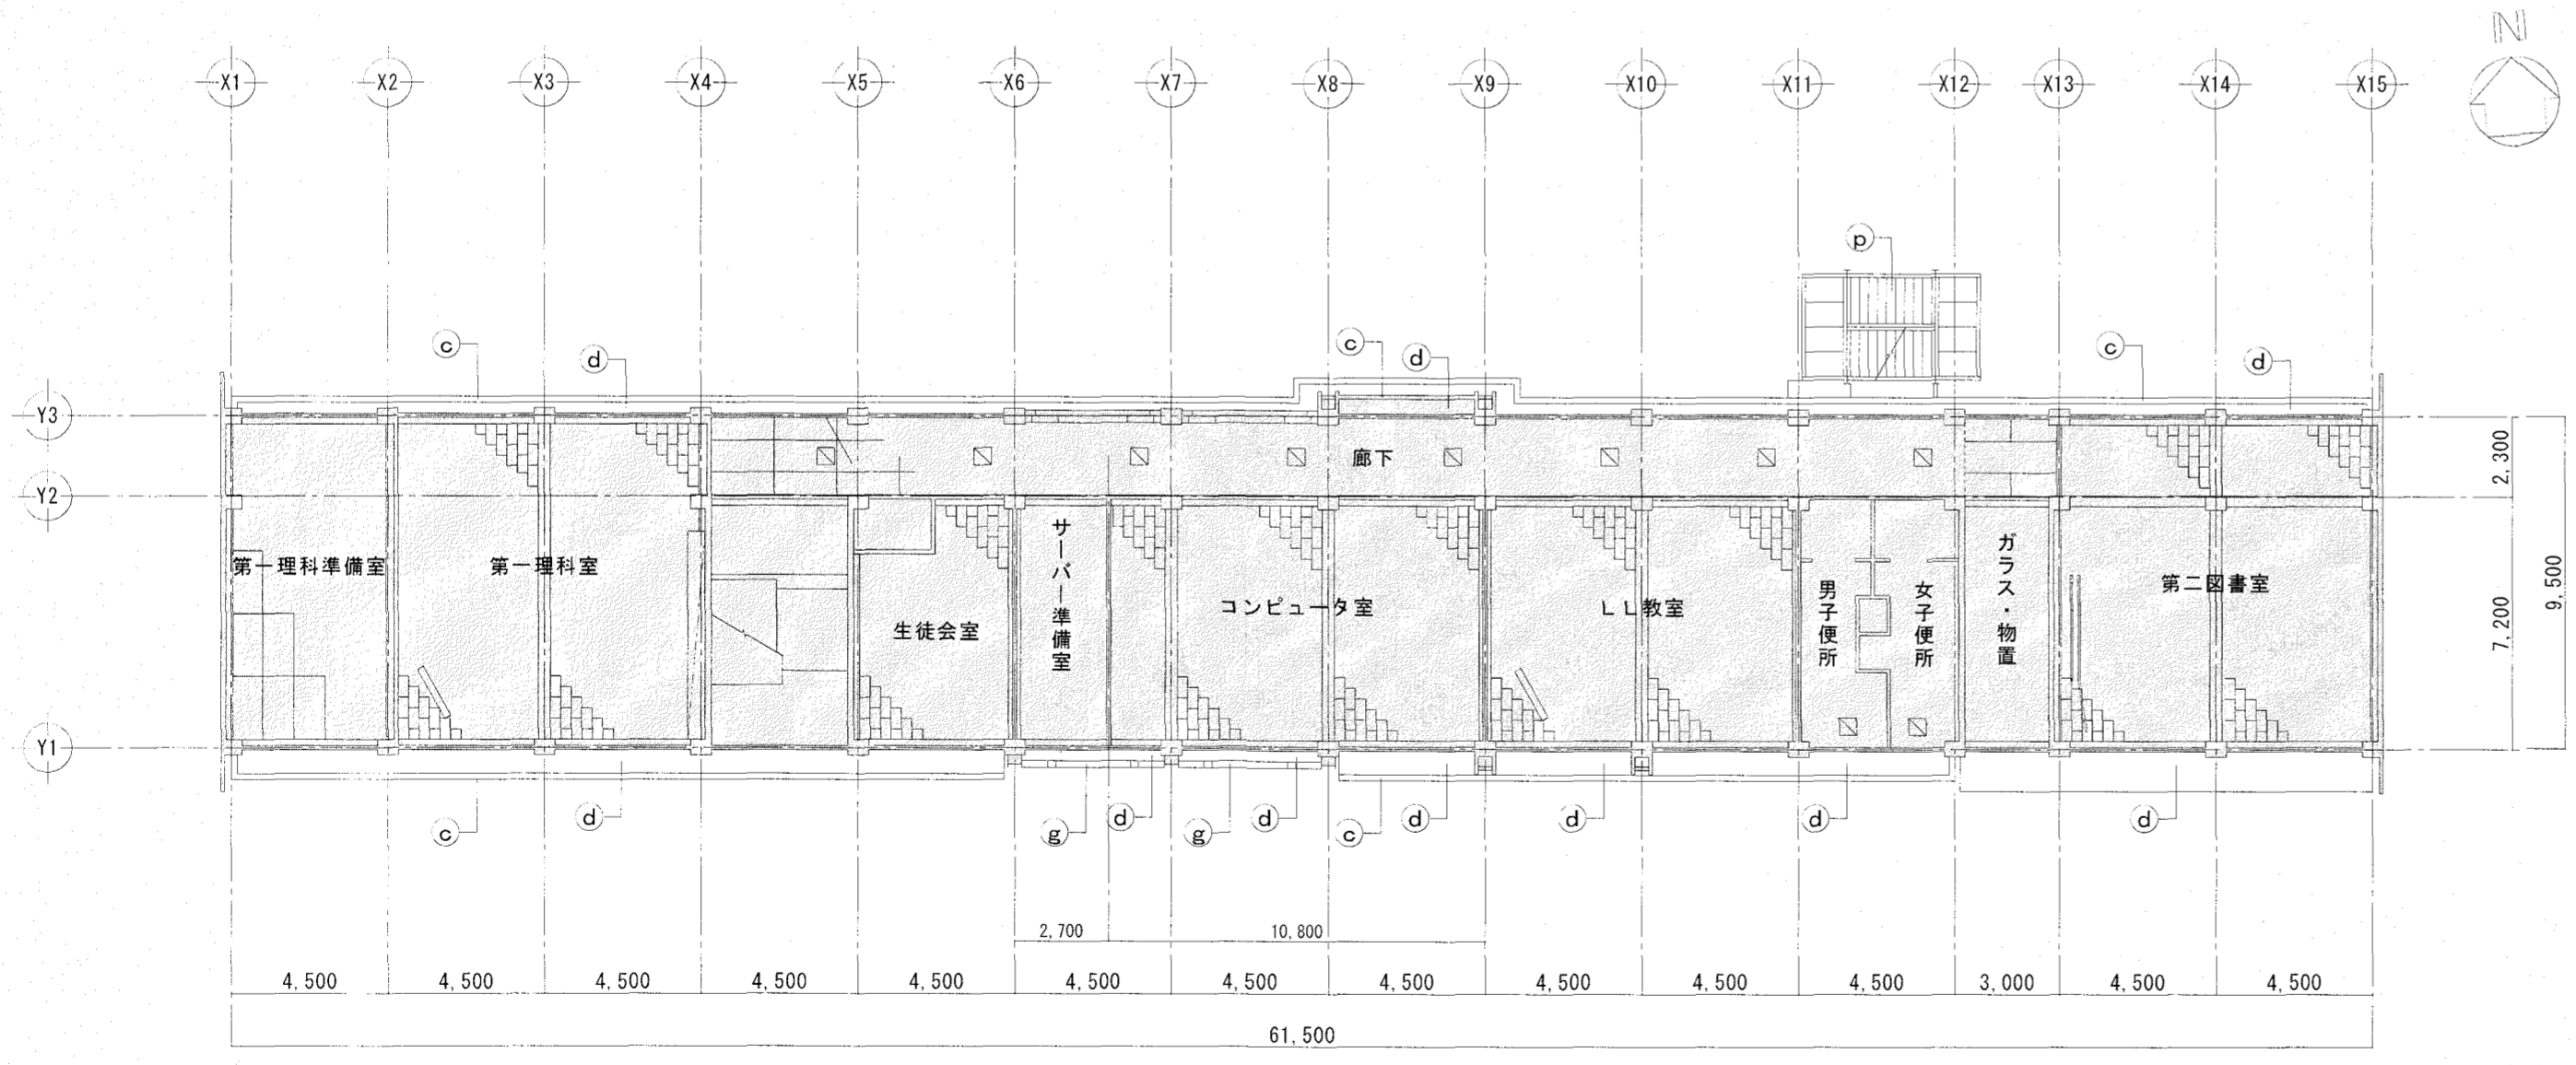 N
X1 X2 X3 X4 X5 X6 X7 X8 X9 X10 X11 X12 X13 X14 X15
p
c d c d c d
Y3
Y2
Y1
廊下
第一理科準備室
第一理科室
生徒会室
サーバー準備室
コンピュータ室
LL教室
男子便所
女子便所
ガラス・物置
第二図書室
2,300
7,200
9,500
c d g d g d c d d d d
2,700 10,800
4,500 4,500 4,500 4,500 4,500 4,500 4,500 4,500 4,500 4,500 4,500 3,000 4,500 4,500
61,500